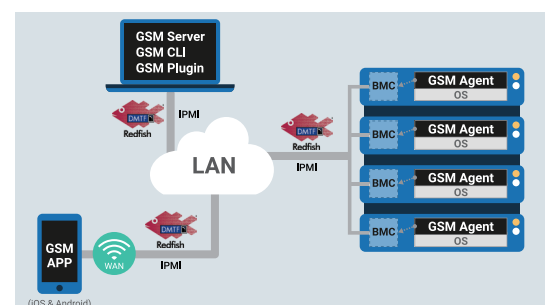 GSM Server
GSM CLI
GSM Plugin
DMTF
Redfish
IPMI
LAN
DMTF
Redfish
IPMI
BMC
GSM Agent
OS
BMC
GSM Agent
OS
BMC
GSM Agent
OS
BMC
GSM Agent
OS
GSM
APP
WAN
DMTF
Redfish
IPMI
(iOS & Android)